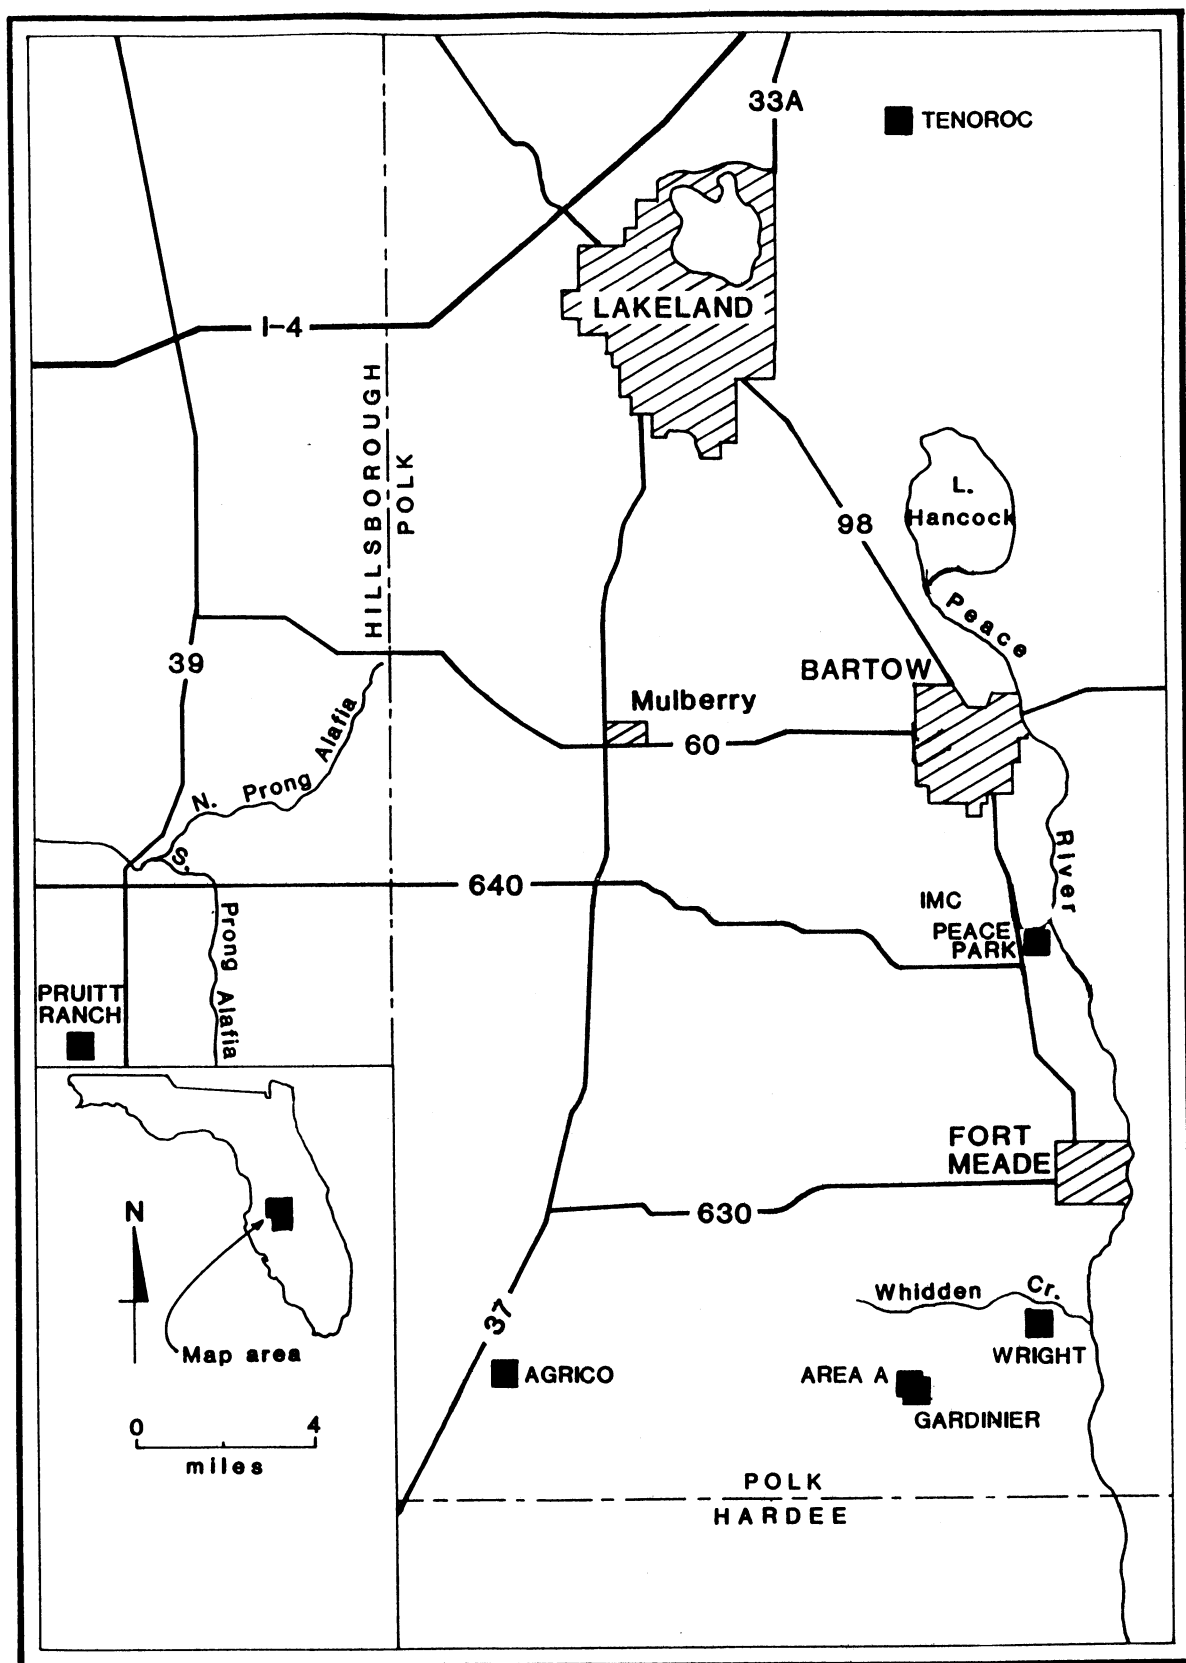 33A
TENOROC
LAKELAND
I-4
HILLSBOROUGH
POLK
L.
Hancock
98
Peace
39
BARTOW
Mulberry
60
N. Prong Alafia
River
S. Prong Alafia
640
IMC
PEACE
PARK
PRUITT
RANCH
FORT
MEADE
630
N
Whidden Cr.
37
WRIGHT
Map area
AGRICO
AREA A
GARDINIER
0 4
miles
POLK
HARDEE